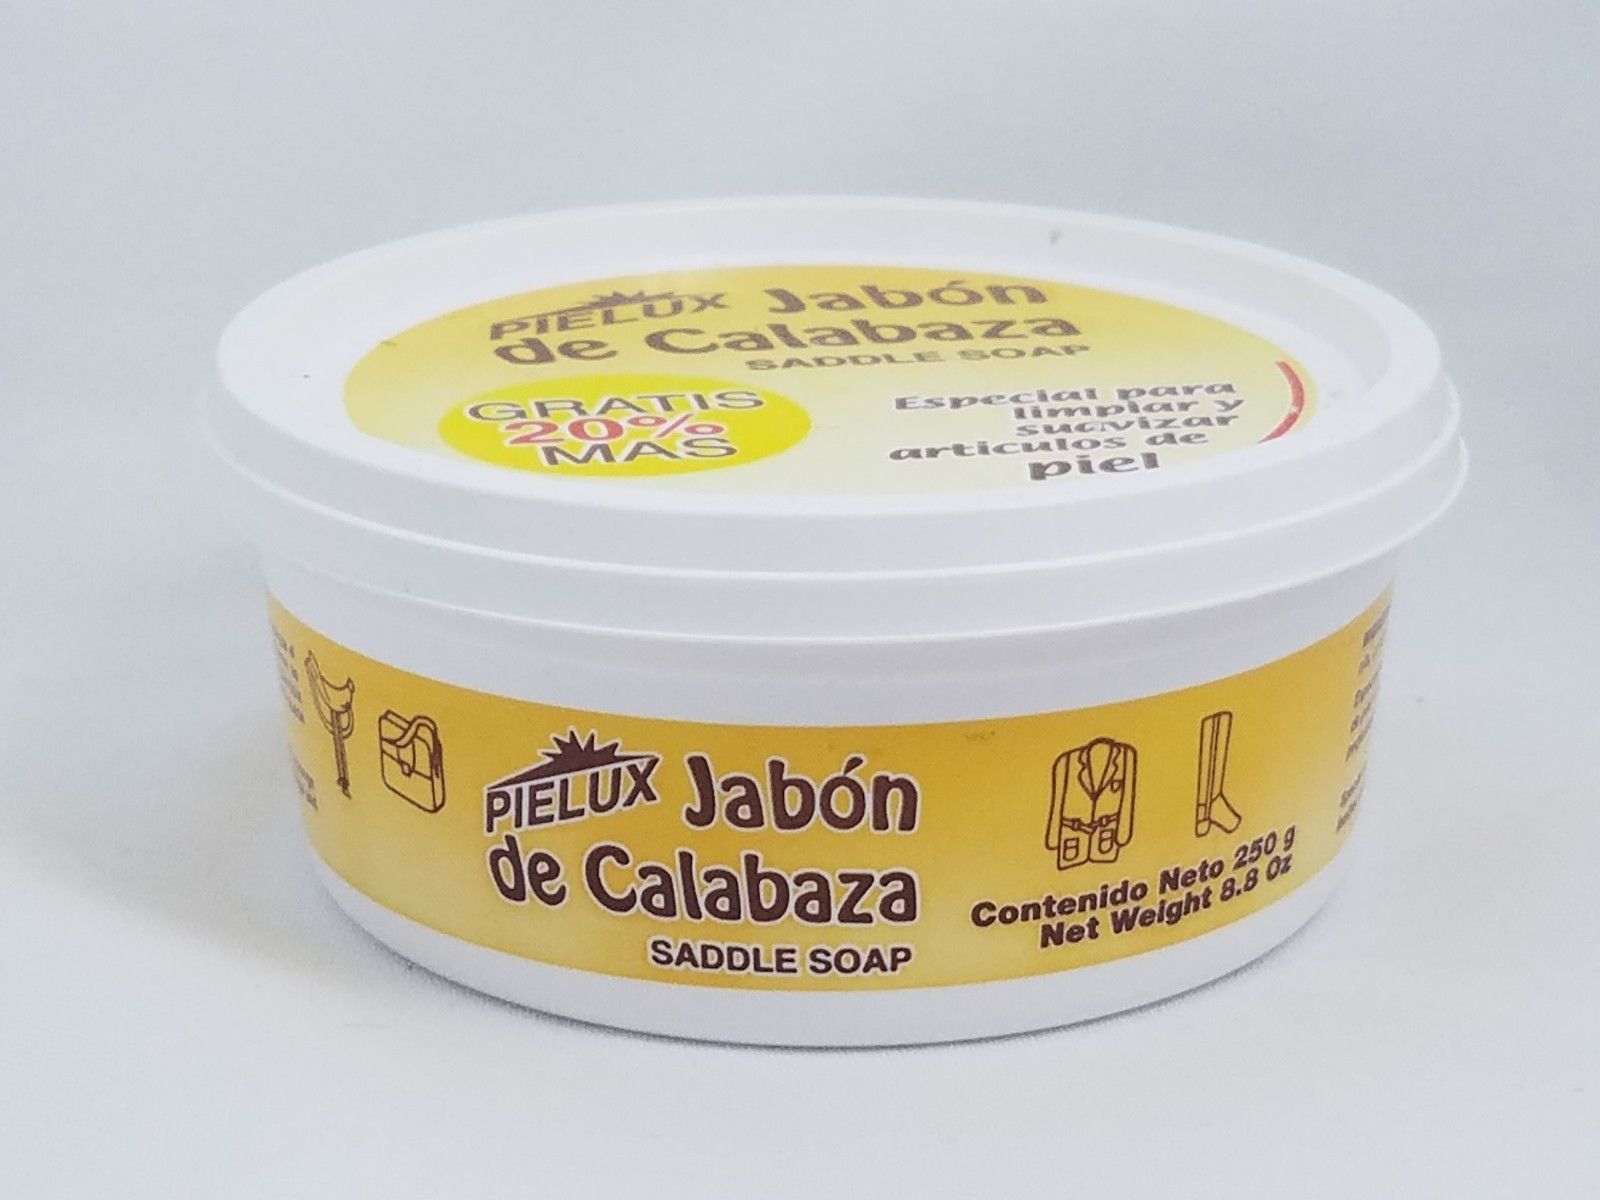 PIELUX Jabón
de Calabaza
SADDLE SOAP
GRATIS
20%
MAS
Especial para
limpiar y
suavizar
articulos de
piel
PIELUX Jabón
de Calabaza
SADDLE SOAP
Contenido Neto 250 g
Net Weight 8.8 Oz